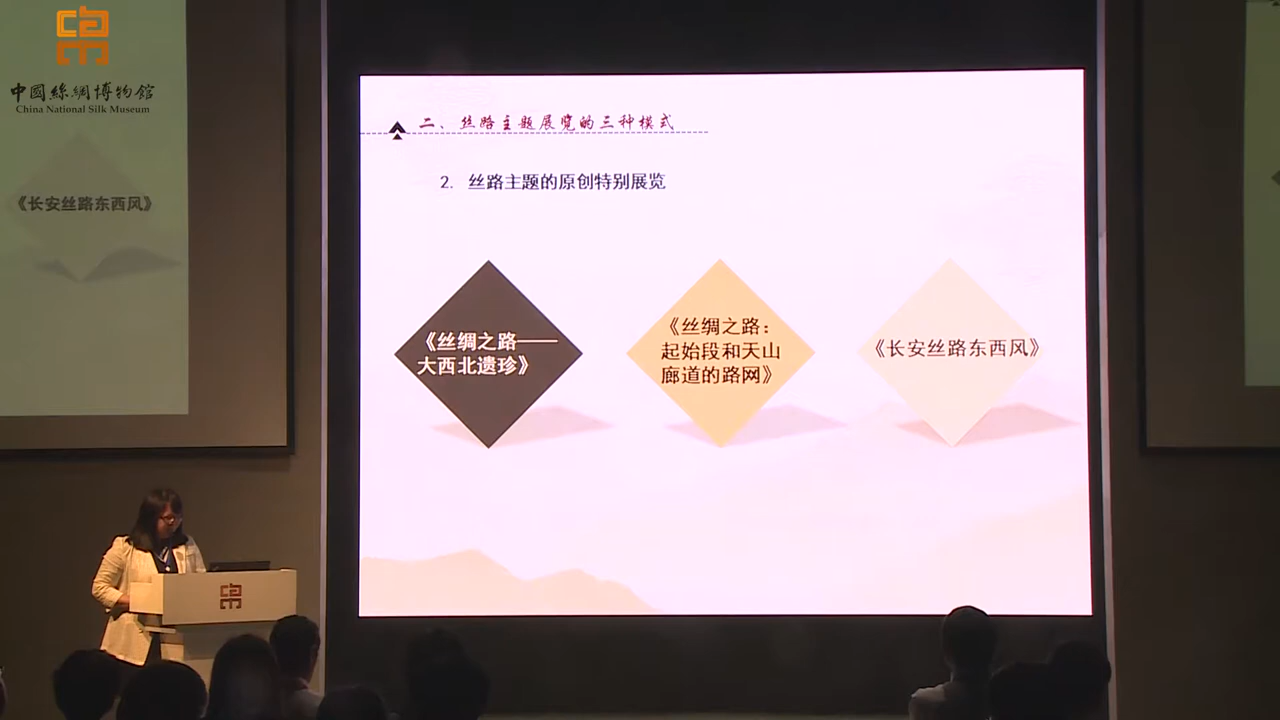 中國絲綢博物館
China National Silk Museum
《长安丝路东西风》
二、丝路主题展览的三种模式
2. 丝路主题的原创特别展览
《丝绸之路——
大西北遗珍》
《丝绸之路：
起始段和天山
廊道的路网》
《长安丝路东西风》